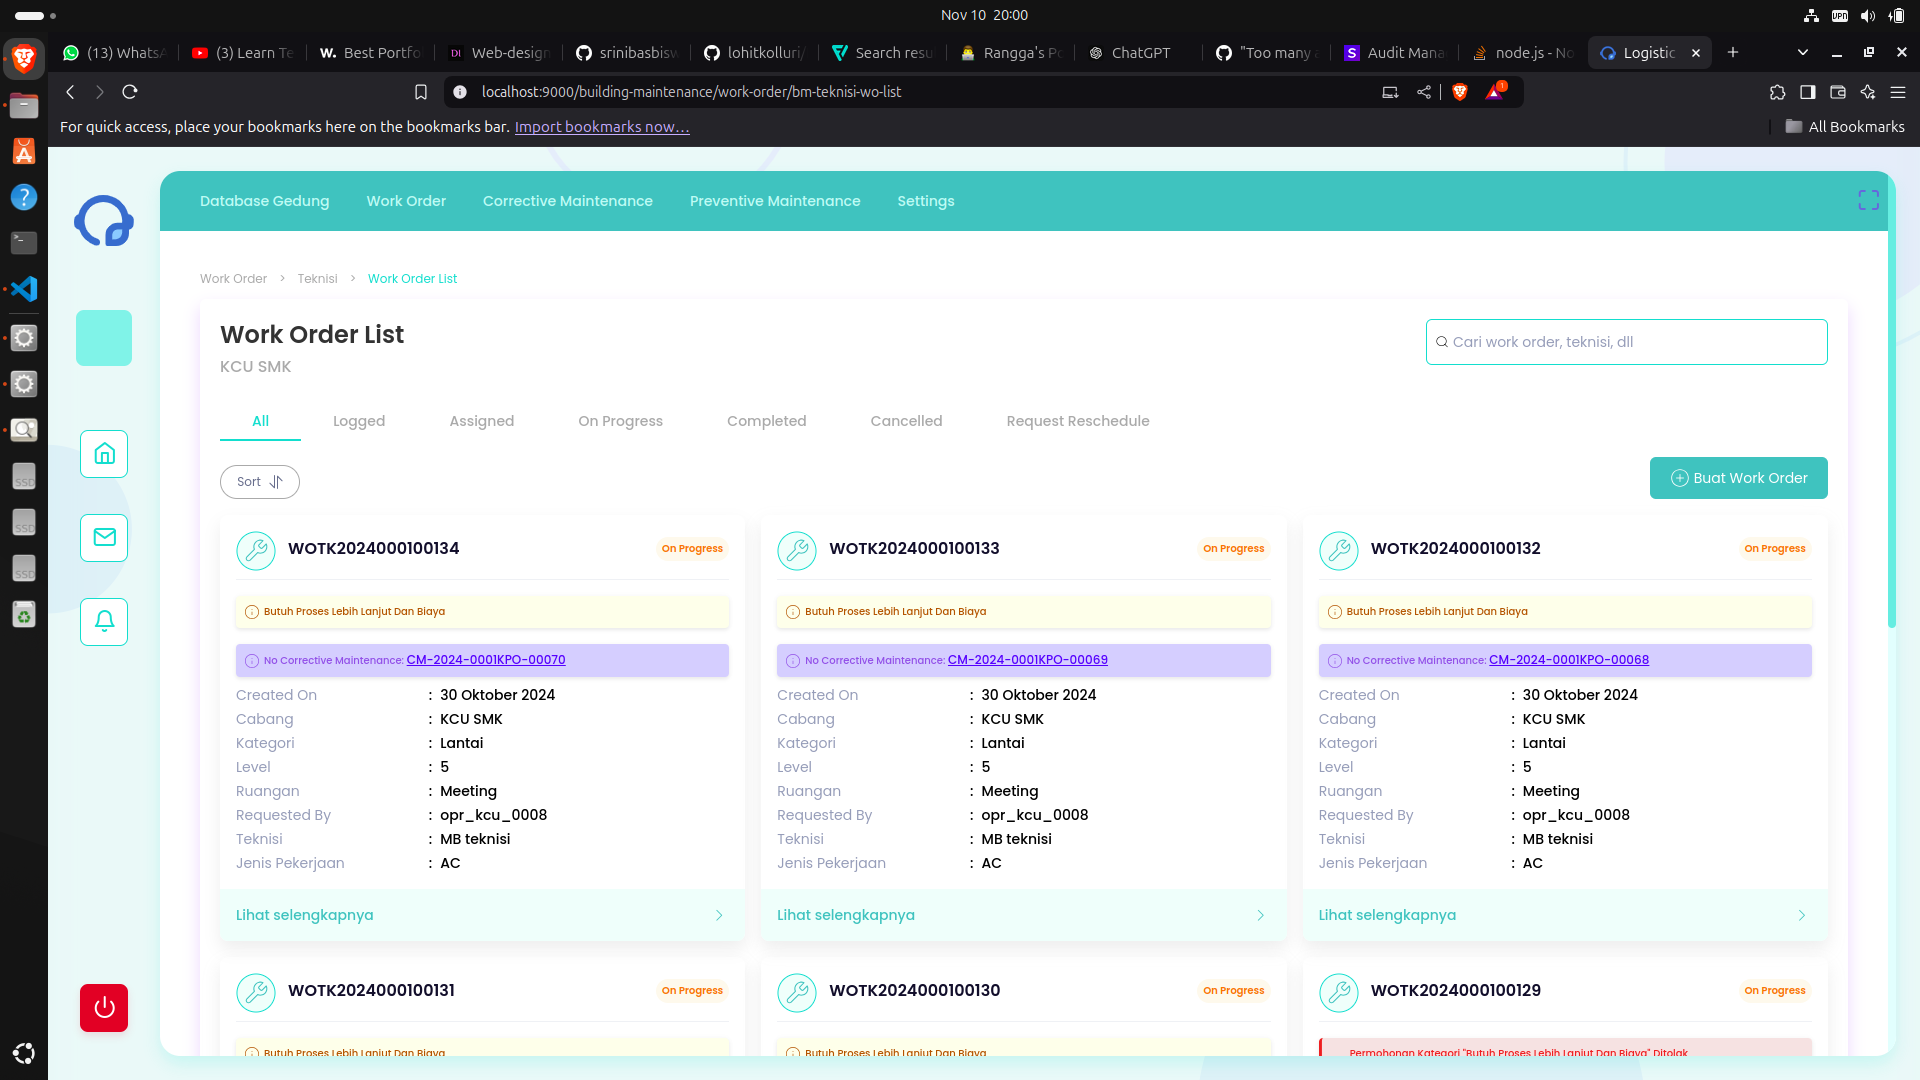 Nov 10 20:00
(13) WhatsA
(3) Learn Te
W. Best Portfo
DI Web-design
srinibasbisw
lohitkolluri/
Search resu
Rangga's Po
ChatGPT
"Too many a
S Audit Mana
node.js - No
Logistic
localhost:9000/building-maintenance/work-order/bm-teknisi-wo-list
For quick access, place your bookmarks here on the bookmarks bar. Import bookmarks now...
All Bookmarks
Database Gedung Work Order Corrective Maintenance Preventive Maintenance Settings
Work Order > Teknisi > Work Order List
Work Order List
KCU SMK
Cari work order, teknisi, dll
All Logged Assigned On Progress Completed Cancelled Request Reschedule
Sort
Buat Work Order
WOTK2024000100134 On Progress
Butuh Proses Lebih Lanjut Dan Biaya
No Corrective Maintenance: CM-2024-0001KPO-00070
Created On : 30 Oktober 2024
Cabang : KCU SMK
Kategori : Lantai
Level : 5
Ruangan : Meeting
Requested By : opr_kcu_0008
Teknisi : MB teknisi
Jenis Pekerjaan : AC
Lihat selengkapnya
WOTK2024000100133 On Progress
Butuh Proses Lebih Lanjut Dan Biaya
No Corrective Maintenance: CM-2024-0001KPO-00069
Created On : 30 Oktober 2024
Cabang : KCU SMK
Kategori : Lantai
Level : 5
Ruangan : Meeting
Requested By : opr_kcu_0008
Teknisi : MB teknisi
Jenis Pekerjaan : AC
Lihat selengkapnya
WOTK2024000100132 On Progress
Butuh Proses Lebih Lanjut Dan Biaya
No Corrective Maintenance: CM-2024-0001KPO-00068
Created On : 30 Oktober 2024
Cabang : KCU SMK
Kategori : Lantai
Level : 5
Ruangan : Meeting
Requested By : opr_kcu_0008
Teknisi : MB teknisi
Jenis Pekerjaan : AC
Lihat selengkapnya
WOTK2024000100131 On Progress
Butuh Proses Lebih Lanjut Dan Biaya
WOTK2024000100130 On Progress
Butuh Proses Lebih Lanjut Dan Biaya
WOTK2024000100129 On Progress
Permohonan Kategori "Butuh Proses Lebih Lanjut Dan Biaya" Ditolak